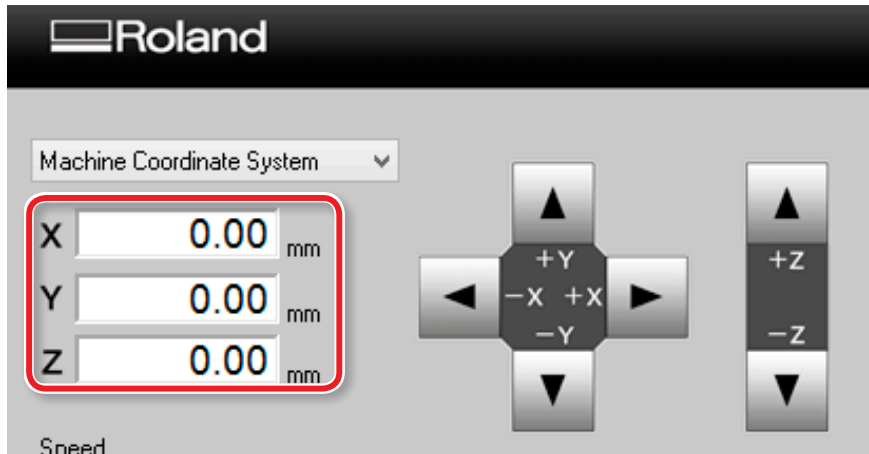 Roland
Machine Coordinate System
X 0.00 mm
Y 0.00 mm
Z 0.00 mm
+Y
-X +X
-Y
+Z
-Z
Speed